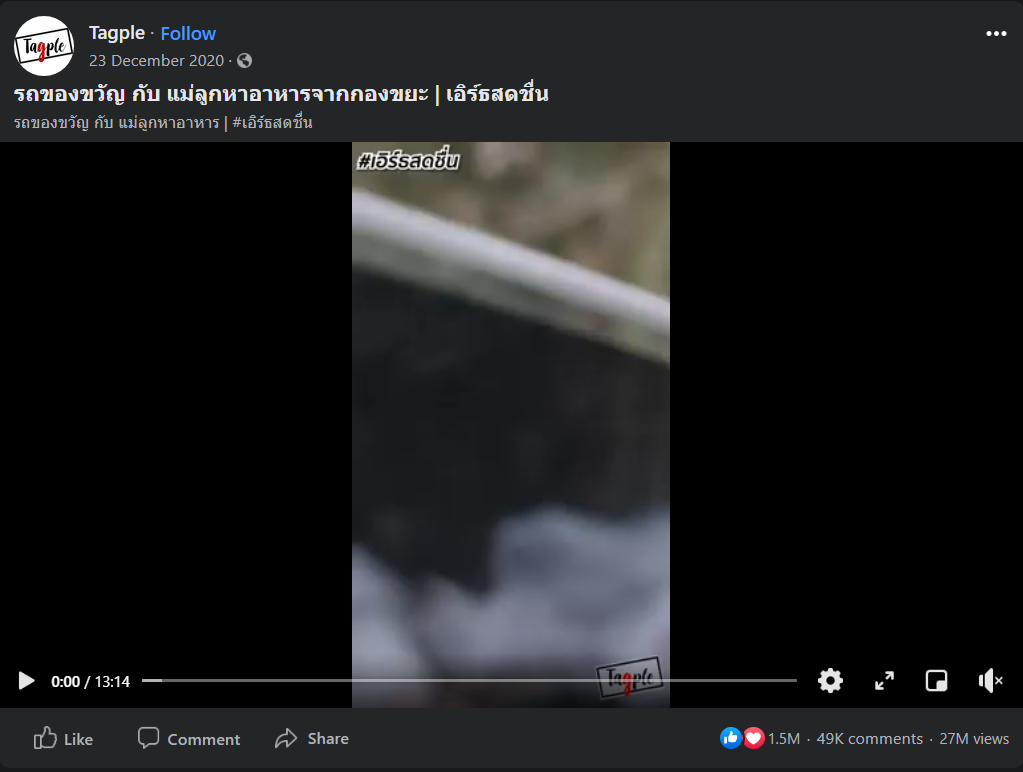 Tagple · Follow
23 December 2020 ·
Tagple
รถของขวัญ กับ แม่ลูกหาอาหารจากกองขยะ | เอิร์ธสดชื่น
รถของขวัญ กับ แม่ลูกหาอาหาร | #เอิร์ธสดชื่น
#เอิร์ธสดชื่น
Tagple
0:00 / 13:14
Like Comment Share 1.5M · 49K comments · 27M views